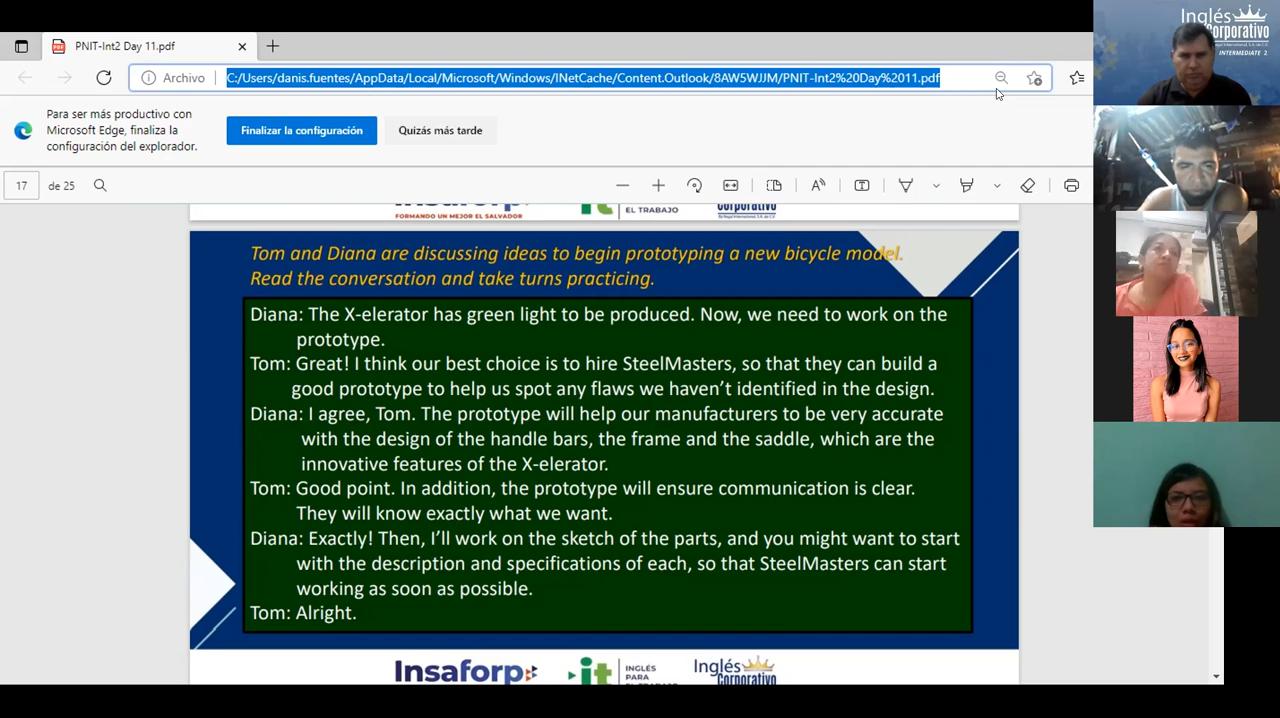 PNIT-Int2 Day 11.pdf
Archivo
C:/Users/danis.fuentes/AppData/Local/Microsoft/Windows/INetCache/Content.Outlook/8AW5WJJM/PNIT-Int2%20Day%2011.pdf
Para ser más productivo con
Microsoft Edge, finaliza la
configuración del explorador.
Finalizar la configuración
Quizás más tarde
17
de 25
FORMANDO UN MEJOR EL SALVADOR
EL TRABAJO
Corporativo
Tom and Diana are discussing ideas to begin prototyping a new bicycle model.
Read the conversation and take turns practicing.
Diana: The X-elerator has green light to be produced. Now, we need to work on the
prototype.
Tom: Great! I think our best choice is to hire SteelMasters, so that they can build a
good prototype to help us spot any flaws we haven't identified in the design.
Diana: I agree, Tom. The prototype will help our manufacturers to be very accurate
with the design of the handle bars, the frame and the saddle, which are the
innovative features of the X-elerator.
Tom: Good point. In addition, the prototype will ensure communication is clear.
They will know exactly what we want.
Diana: Exactly! Then, I'll work on the sketch of the parts, and you might want to start
with the description and specifications of each, so that SteelMasters can start
working as soon as possible.
Tom: Alright.
Insaforp
it
INGLÉS
PARA
Inglés
Corporativo
Inglés
Corporativo
INTERMEDIATE 2